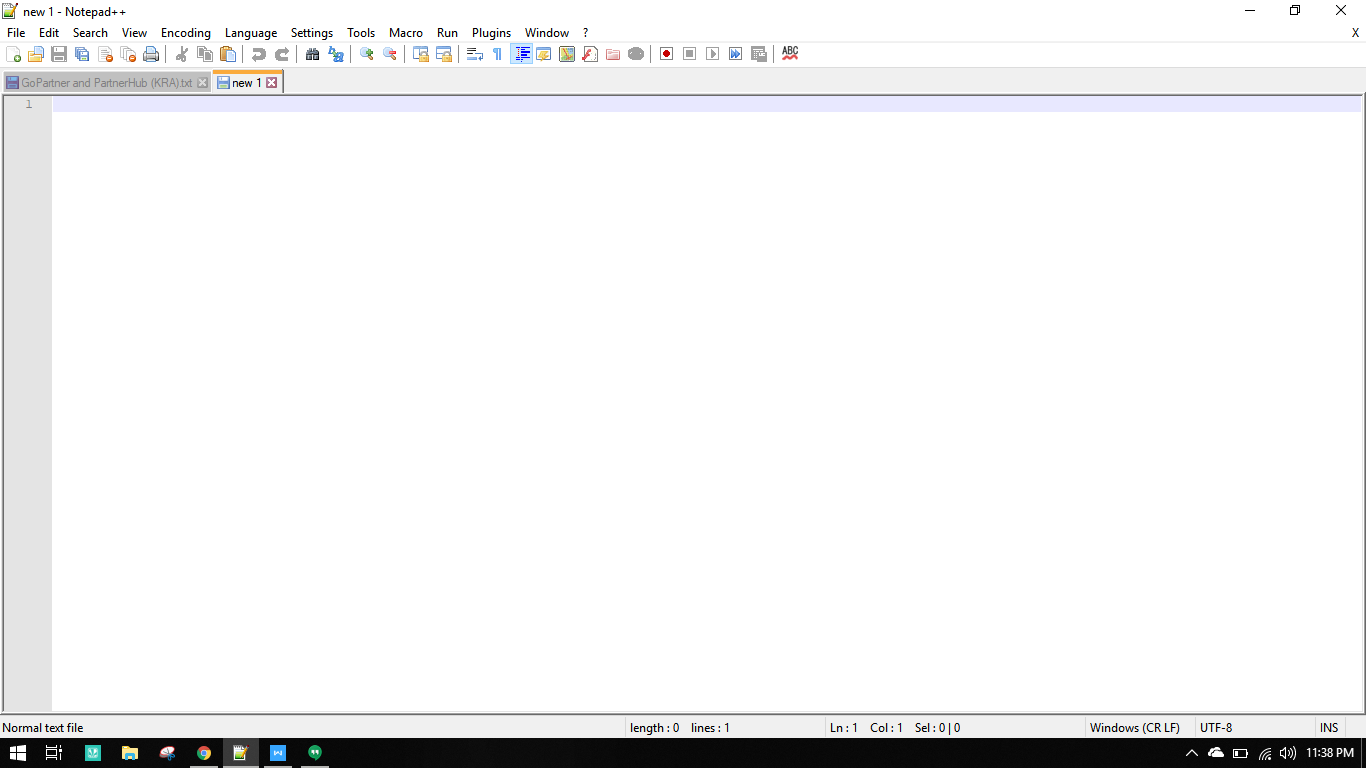 new 1 - Notepad++
File Edit Search View Encoding Language Settings Tools Macro Run Plugins Window ? X
ABC
GoPartner and PartnerHub (KRA).txt new 1
1
Normal text file length : 0 lines : 1 Ln : 1 Col : 1 Sel : 0 | 0 Windows (CR LF) UTF-8 INS
11:38 PM